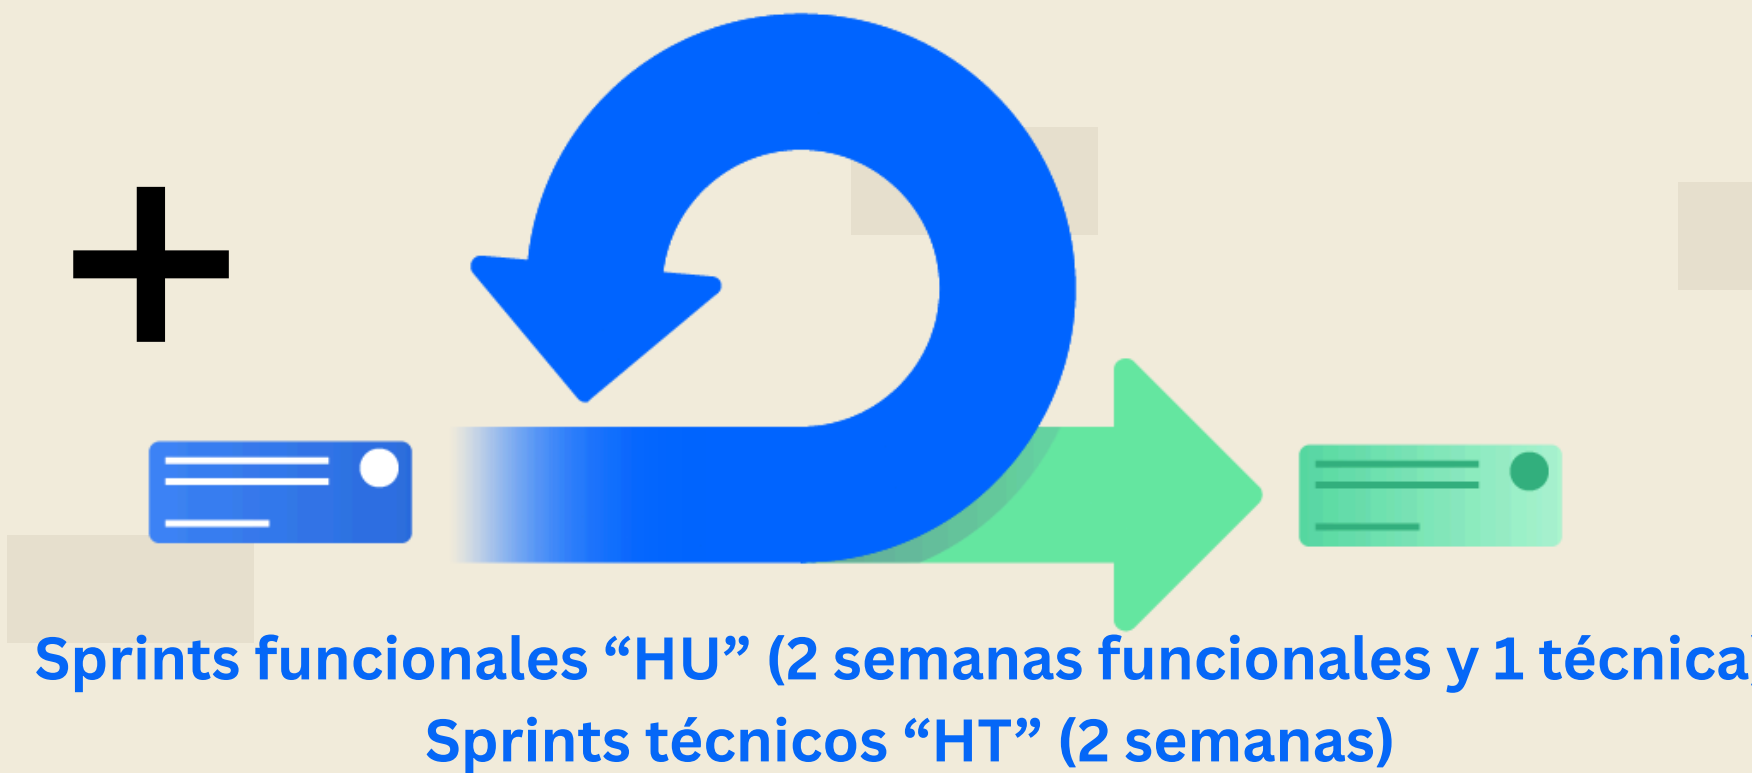 Sprints funcionales “HU” (2 semanas funcionales y 1 técnica)
Sprints técnicos “HT” (2 semanas)